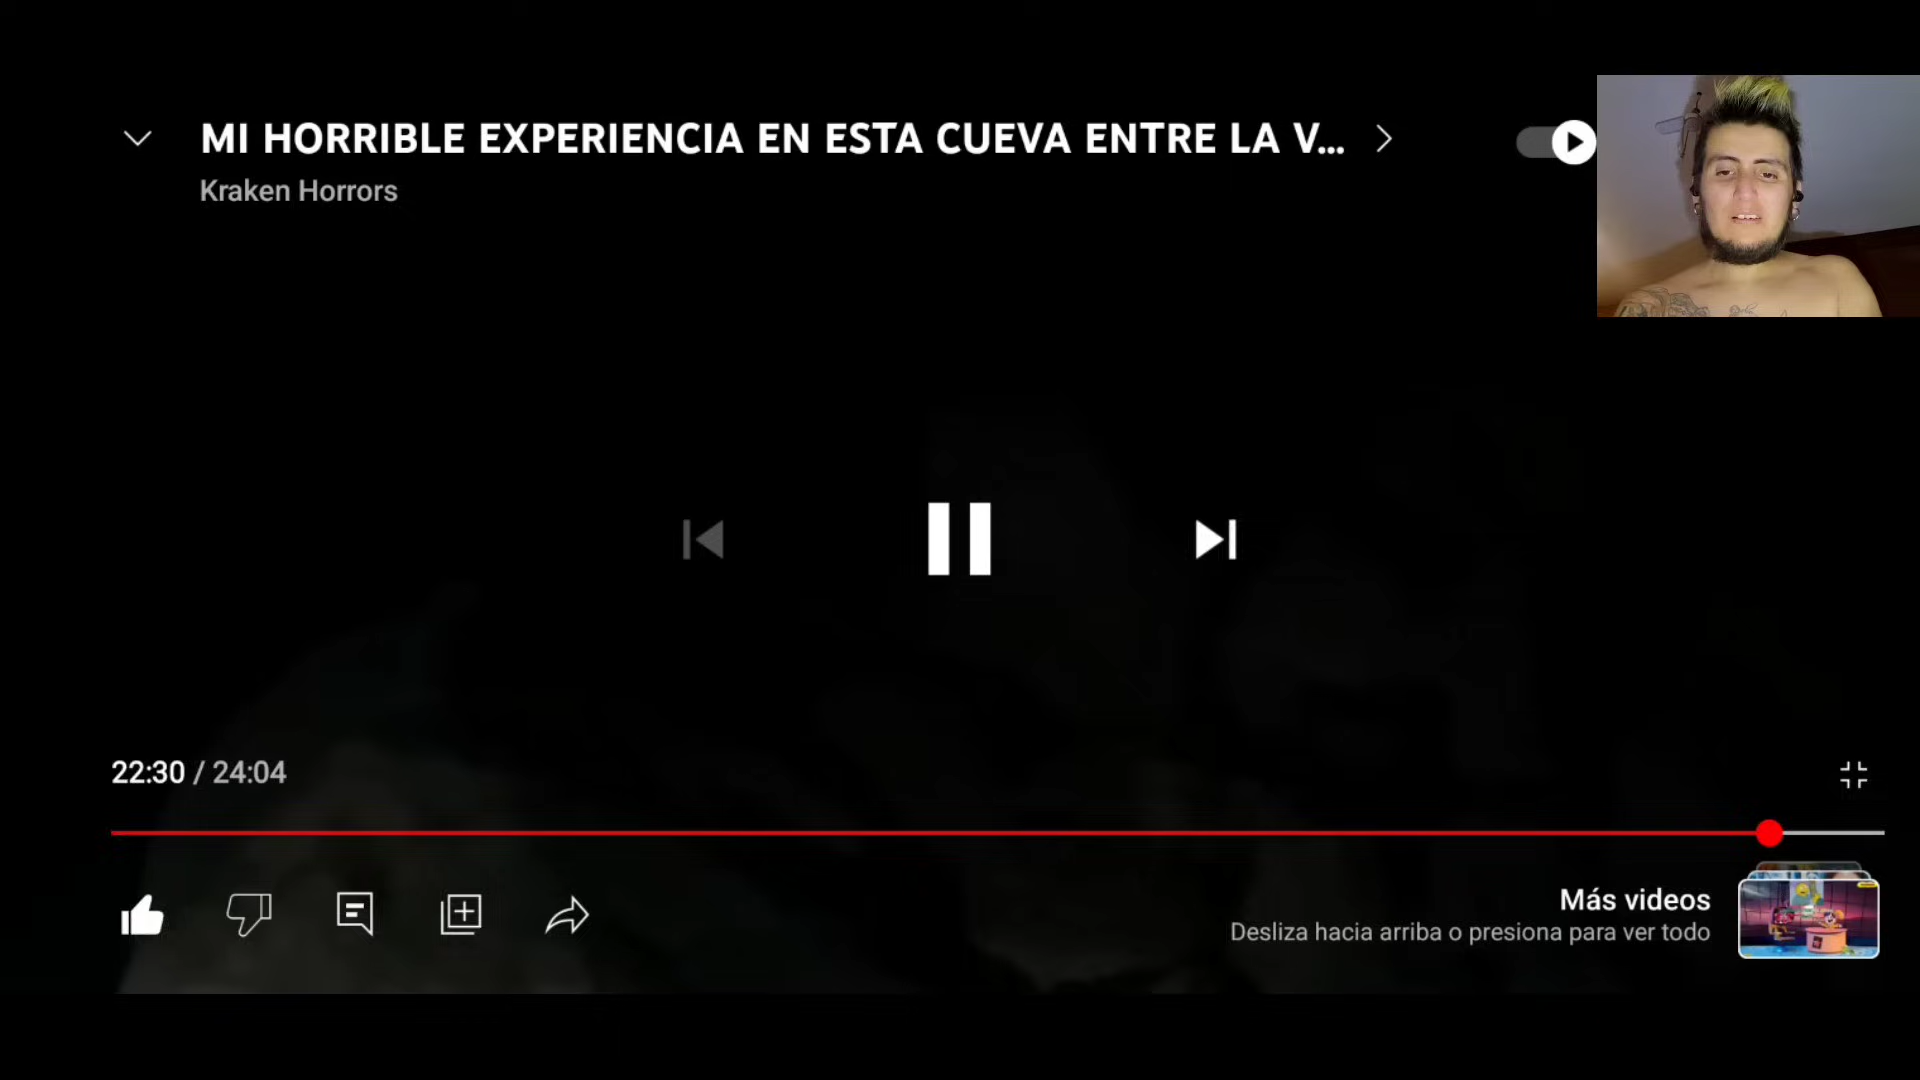 MI HORRIBLE EXPERIENCIA EN ESTA CUEVA ENTRE LA V...
Kraken Horrors
22:30 / 24:04
Más videos
Desliza hacia arriba o presiona para ver todo